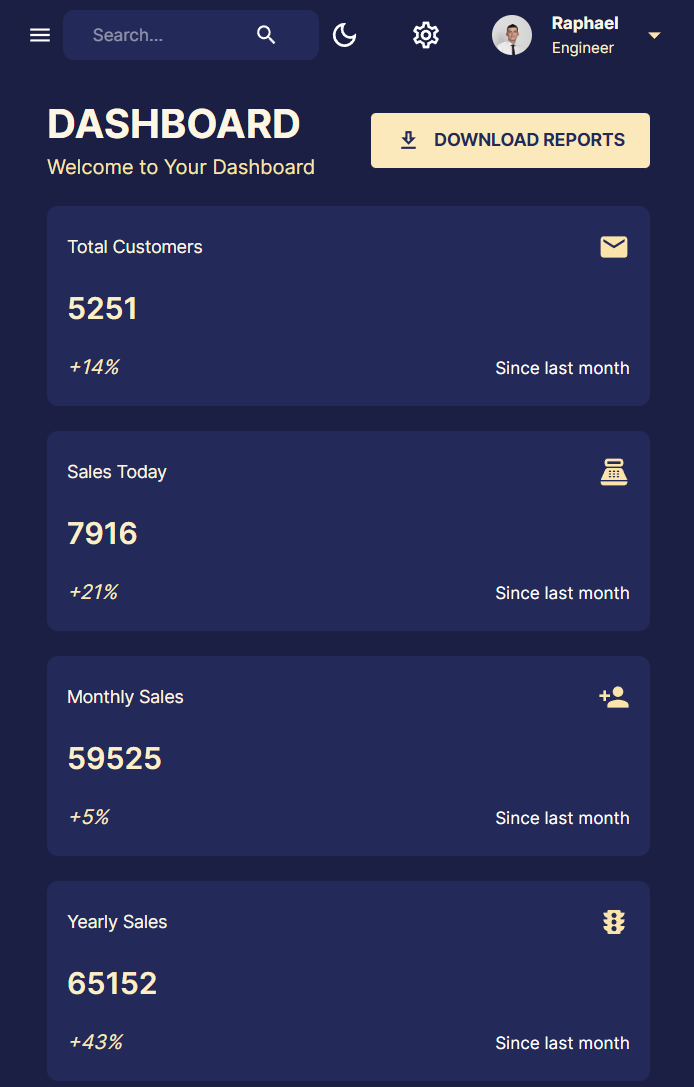 Search...
Raphael
Engineer
DASHBOARD
Welcome to Your Dashboard
DOWNLOAD REPORTS
Total Customers
5251
+14%
Since last month
Sales Today
7916
+21%
Since last month
Monthly Sales
59525
+5%
Since last month
Yearly Sales
65152
+43%
Since last month